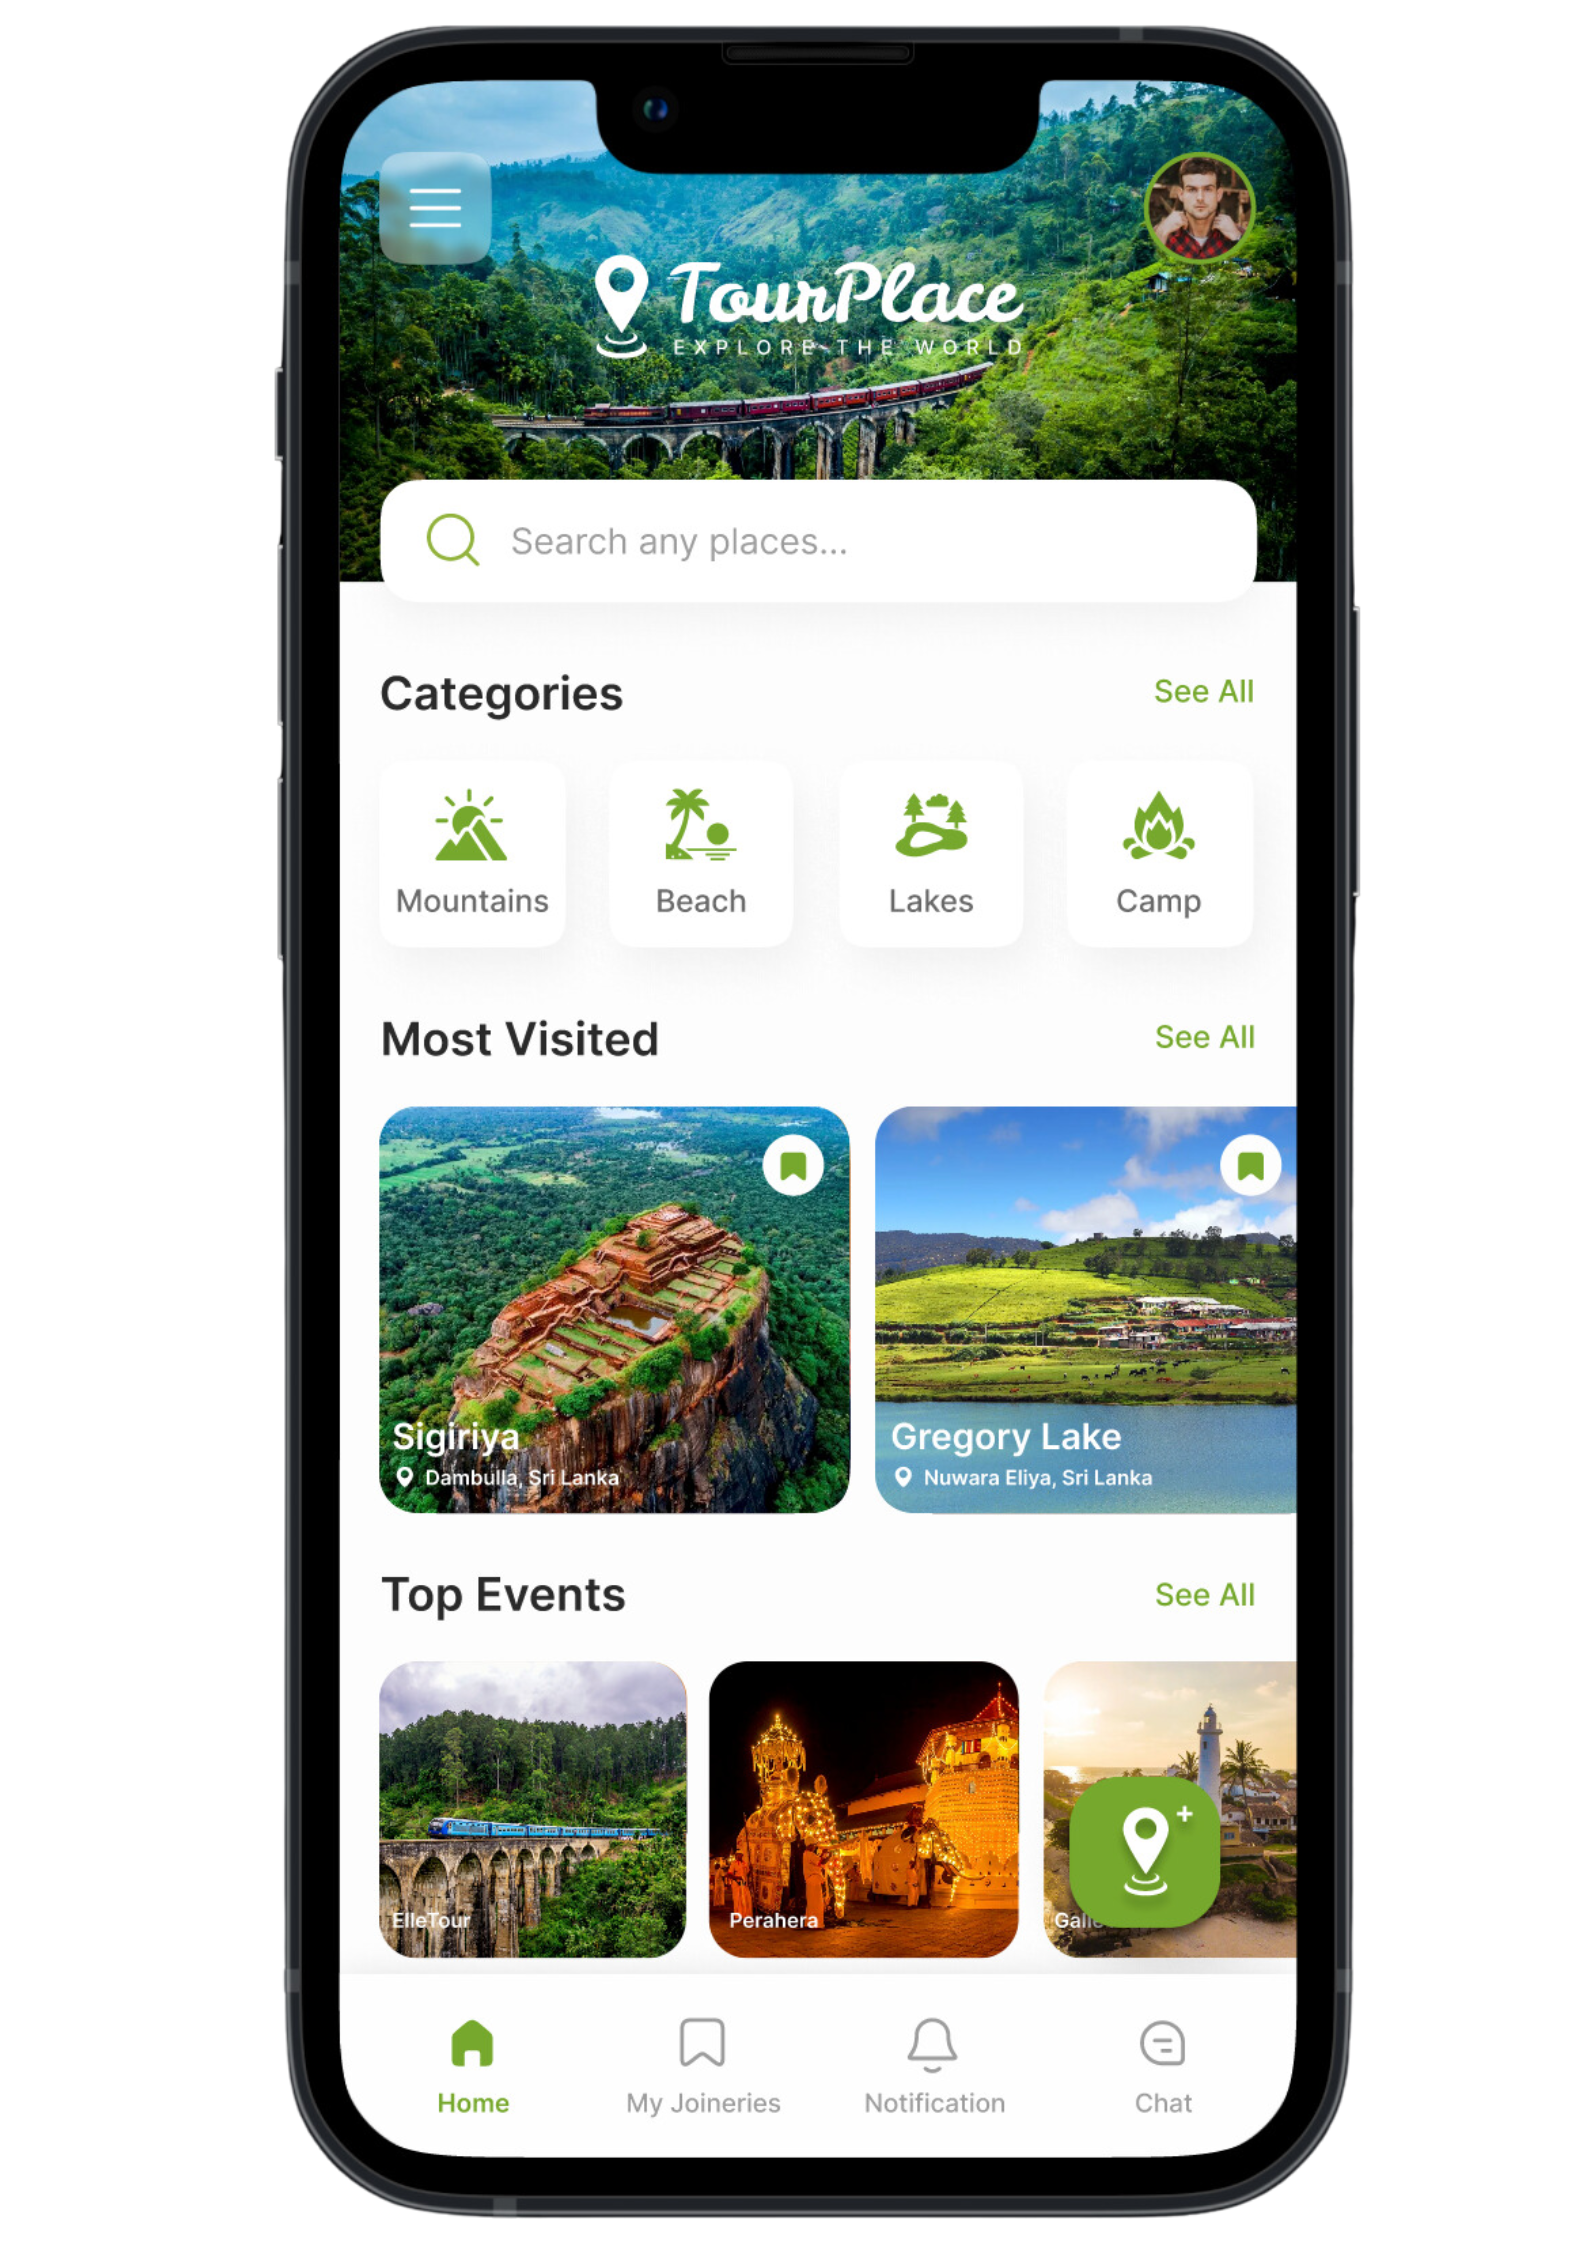 TourPlace
EXPLORE THE WORLD
Search any places...
Categories
See All
Mountains
Beach
Lakes
Camp
Most Visited
See All
Sigiriya
Dambulla, Sri Lanka
Gregory Lake
Nuwara Eliya, Sri Lanka
Top Events
See All
ElleTour
Perahera
Home
My Joineries
Notification
Chat